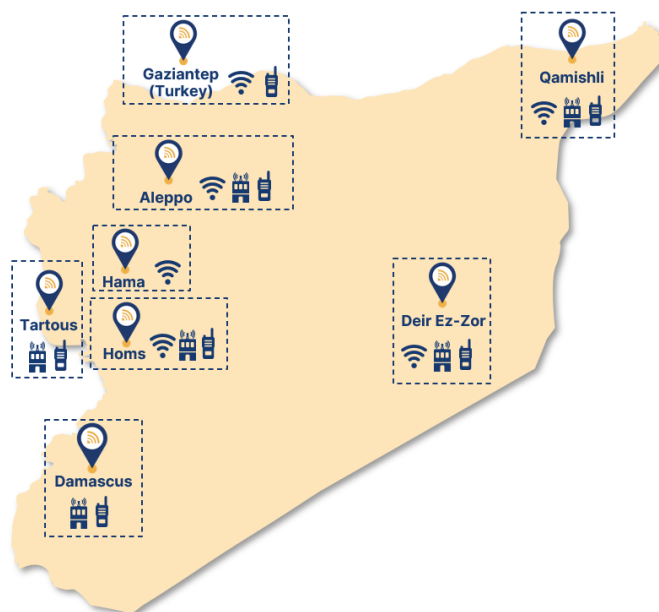 Gaziantep
(Turkey)
Qamishli
Aleppo
Hama
Tartous
Homs
Deir Ez-Zor
Damascus